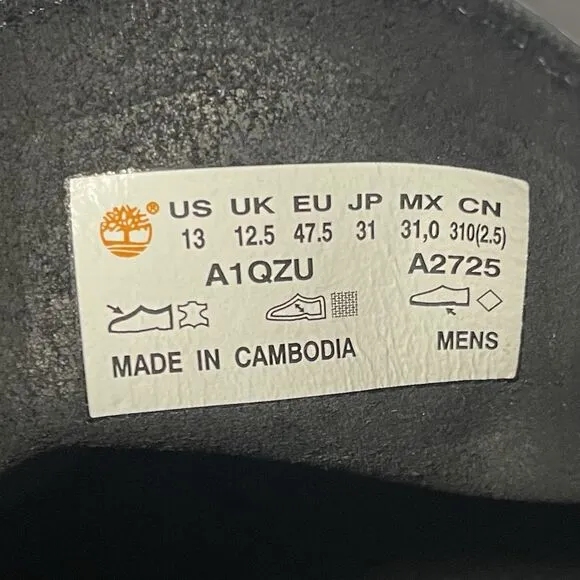 ® US UK EU JP MX CN
13 12.5 47.5 31 31,0 310(2.5)
A1QZU A2725
MADE IN CAMBODIA MENS